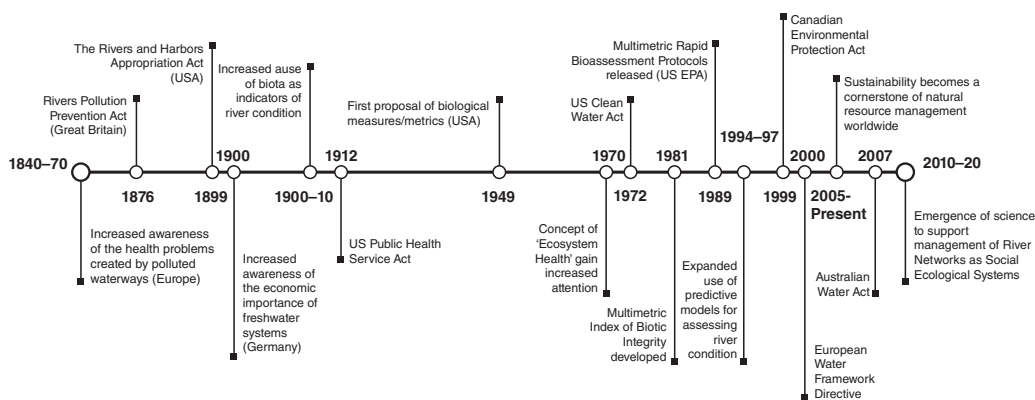 Canadian
Environmental
Protection Act
The Rivers and Harbors
Appropriation Act
(USA)
Increased ause
of biota as
indicators of
river condition
Multimetric Rapid
Bioassessment Protocols
released (US EPA)
Rivers Pollution
Prevention Act
(Great Britain)
First proposal of biological
measures/metrics (USA)
US Clean
Water Act
Sustainability becomes a
cornerstone of natural
resource management
worldwide
1994–97
1840–70
1900
1912
1970
1981
2000
2007
2010–20
1876
1899
1900–10
1949
1972
1989
1999
2005-
Present
Increased awareness
of the health problems
created by polluted
waterways (Europe)
Increased
awareness of
the economic
importance of
freshwater
systems
(Germany)
US Public Health
Service Act
Concept of
‘Ecosystem
Health’ gain
increased
attention
Multimetric
Index of Biotic
Integrity
developed
Expanded
use of
predictive
models for
assessing
river
condition
European
Water
Framework
Directive
Australian
Water Act
Emergence of science
to support
management of River
Networks as Social
Ecological Systems